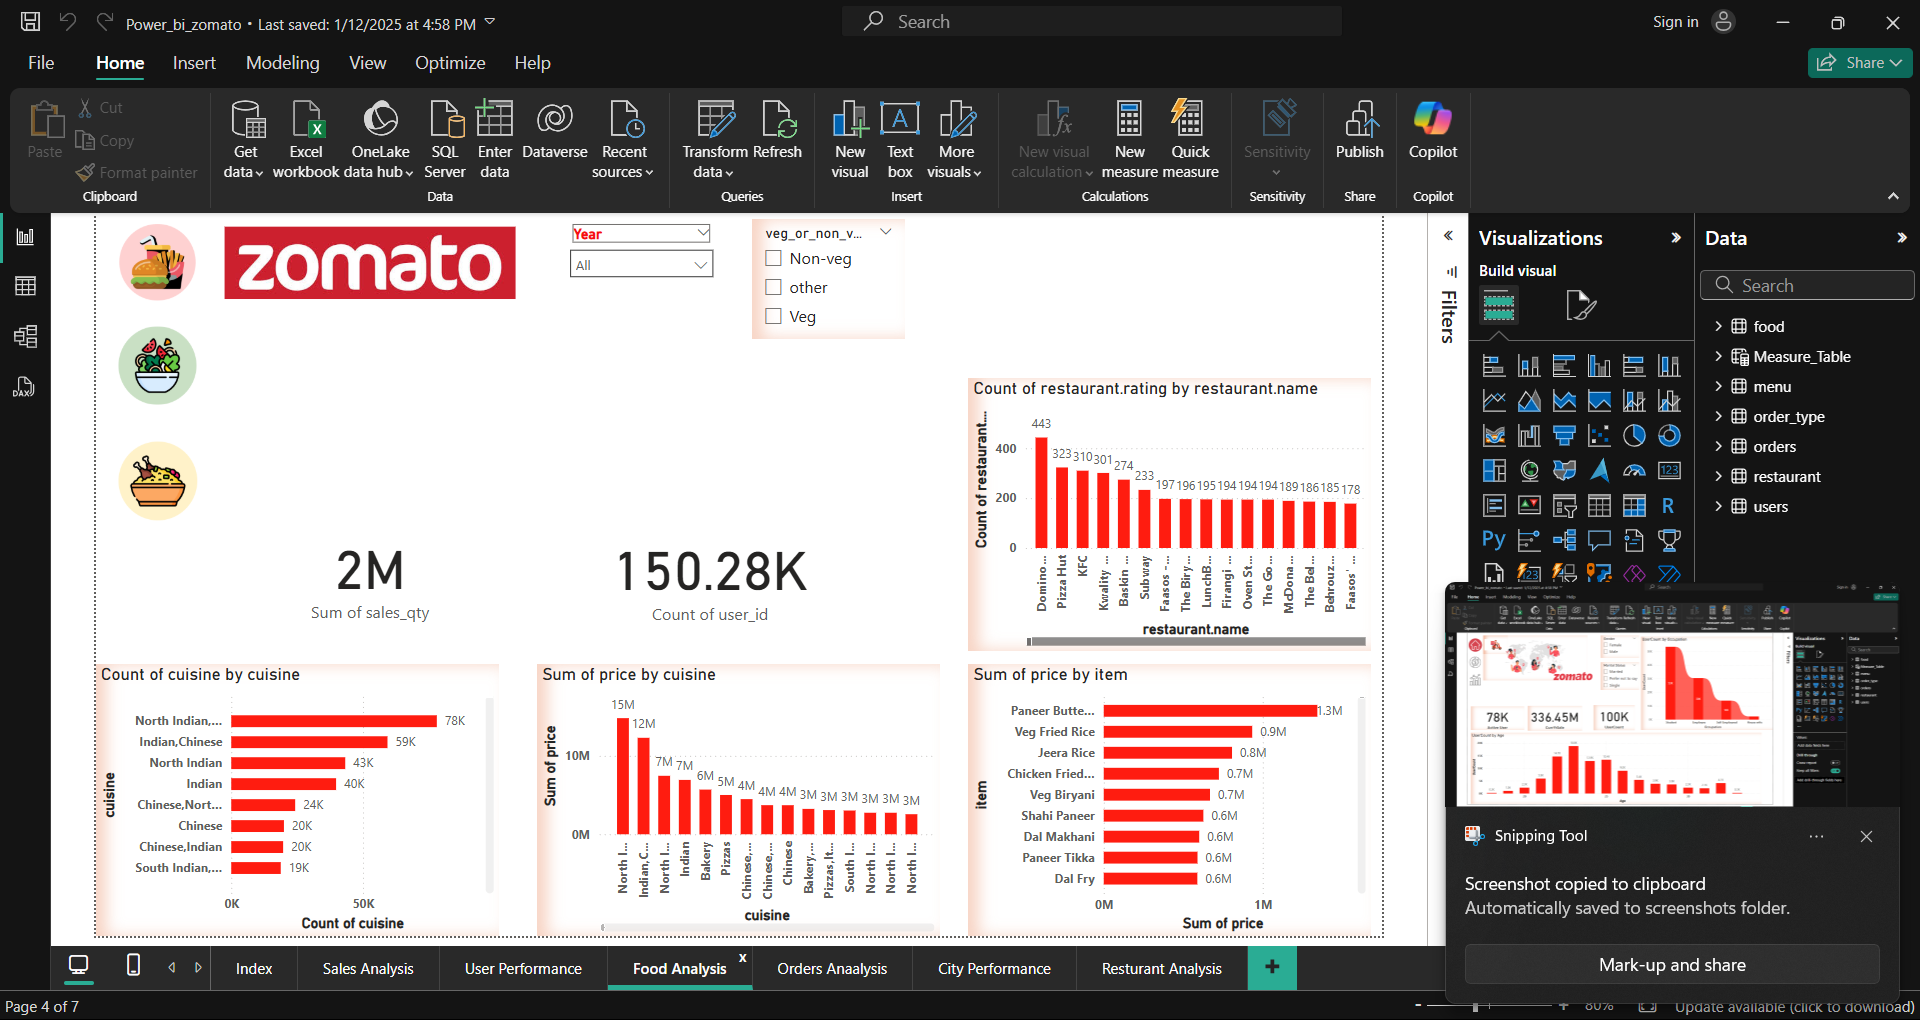 Power_bi_zomato • Last saved: 1/12/2025 at 4:58 PM
Search
Sign in
File
Home
Insert
Modeling
View
Optimize
Help
Share
Paste
Cut
Copy
Format painter
Clipboard
Get data
Excel workbook
OneLake data hub
SQL Server
Enter data
Dataverse
Recent sources
Data
Transform data
Refresh
Queries
New visual
Text box
More visuals
Insert
New visual calculation
New measure
Quick measure
Calculations
Sensitivity
Sensitivity
Publish
Share
Copilot
Copilot
zomato
Year
All
veg_or_non_v...
Non-veg
other
Veg
2M
Sum of sales_qty
150.28K
Count of user_id
Count of restaurant.rating by restaurant.name
Count of restaurant....
400
200
0
443
323
310
301
274
233
197
196
195
194
194
194
189
186
185
178
Domino...
Pizza Hut
KFC
Kwality ...
Baskin ...
Subway
Faasos -...
The Biry...
LunchB...
Firangi ...
Oven St...
The Go...
McDona...
The Bel...
Behrouz...
Faasos' ...
restaurant.name
Count of cuisine by cuisine
cuisine
North Indian,...
78K
Indian,Chinese
59K
North Indian
43K
Indian
40K
Chinese,Nort...
24K
Chinese
20K
Chinese,Indian
20K
South Indian,...
19K
0K
50K
Count of cuisine
Sum of price by cuisine
Sum of price
10M
0M
15M
12M
7M
7M
6M
5M
4M
4M
4M
3M
3M
3M
3M
3M
3M
North I...
Indian,C...
North I...
Indian
Bakery
Pizzas
Chinese,...
Chinese,...
Chinese
Bakery,...
Pizzas,It...
South I...
North I...
North I...
North I...
cuisine
Sum of price by item
item
Paneer Butte...
1.3M
Veg Fried Rice
0.9M
Jeera Rice
0.8M
Chicken Fried...
0.7M
Veg Biryani
0.7M
Shahi Paneer
0.6M
Dal Makhani
0.6M
Paneer Tikka
0.6M
Dal Fry
0.6M
0M
1M
Sum of price
Filters
Visualizations
Build visual
Data
Search
food
Measure_Table
menu
order_type
orders
restaurant
users
DAX
123
R
Py
123
zomato
78K
336.45M
100K
Snipping Tool
Screenshot copied to clipboard
Automatically saved to screenshots folder.
Mark-up and share
Index
Sales Analysis
User Performance
Food Analysis
x
Orders Anaalysis
City Performance
Resturant Analysis
Page 4 of 7
80%
Update available (click to download)